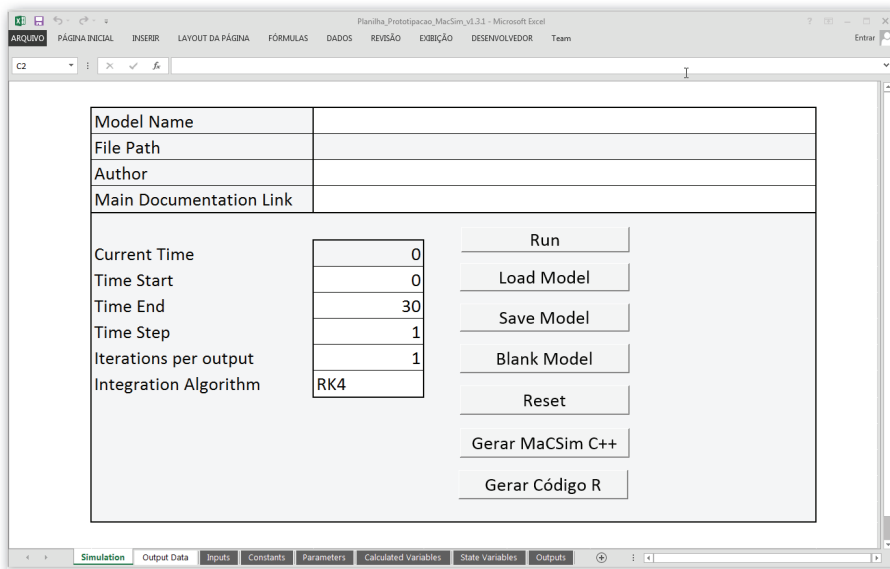 Planilha_Prototipacao_MacSim_v1.3.1 - Microsoft Excel
ARQUIVO PÁGINA INICIAL INSERIR LAYOUT DA PÁGINA FÓRMULAS DADOS REVISÃO EXIBIÇÃO DESENVOLVEDOR Team Entrar
C2 fx
Model Name
File Path
Author
Main Documentation Link
Current Time 0
Time Start 0
Time End 30
Time Step 1
Iterations per output 1
Integration Algorithm RK4
Run
Load Model
Save Model
Blank Model
Reset
Gerar MaCSim C++
Gerar Código R
Simulation Output Data Inputs Constants Parameters Calculated Variables State Variables Outputs